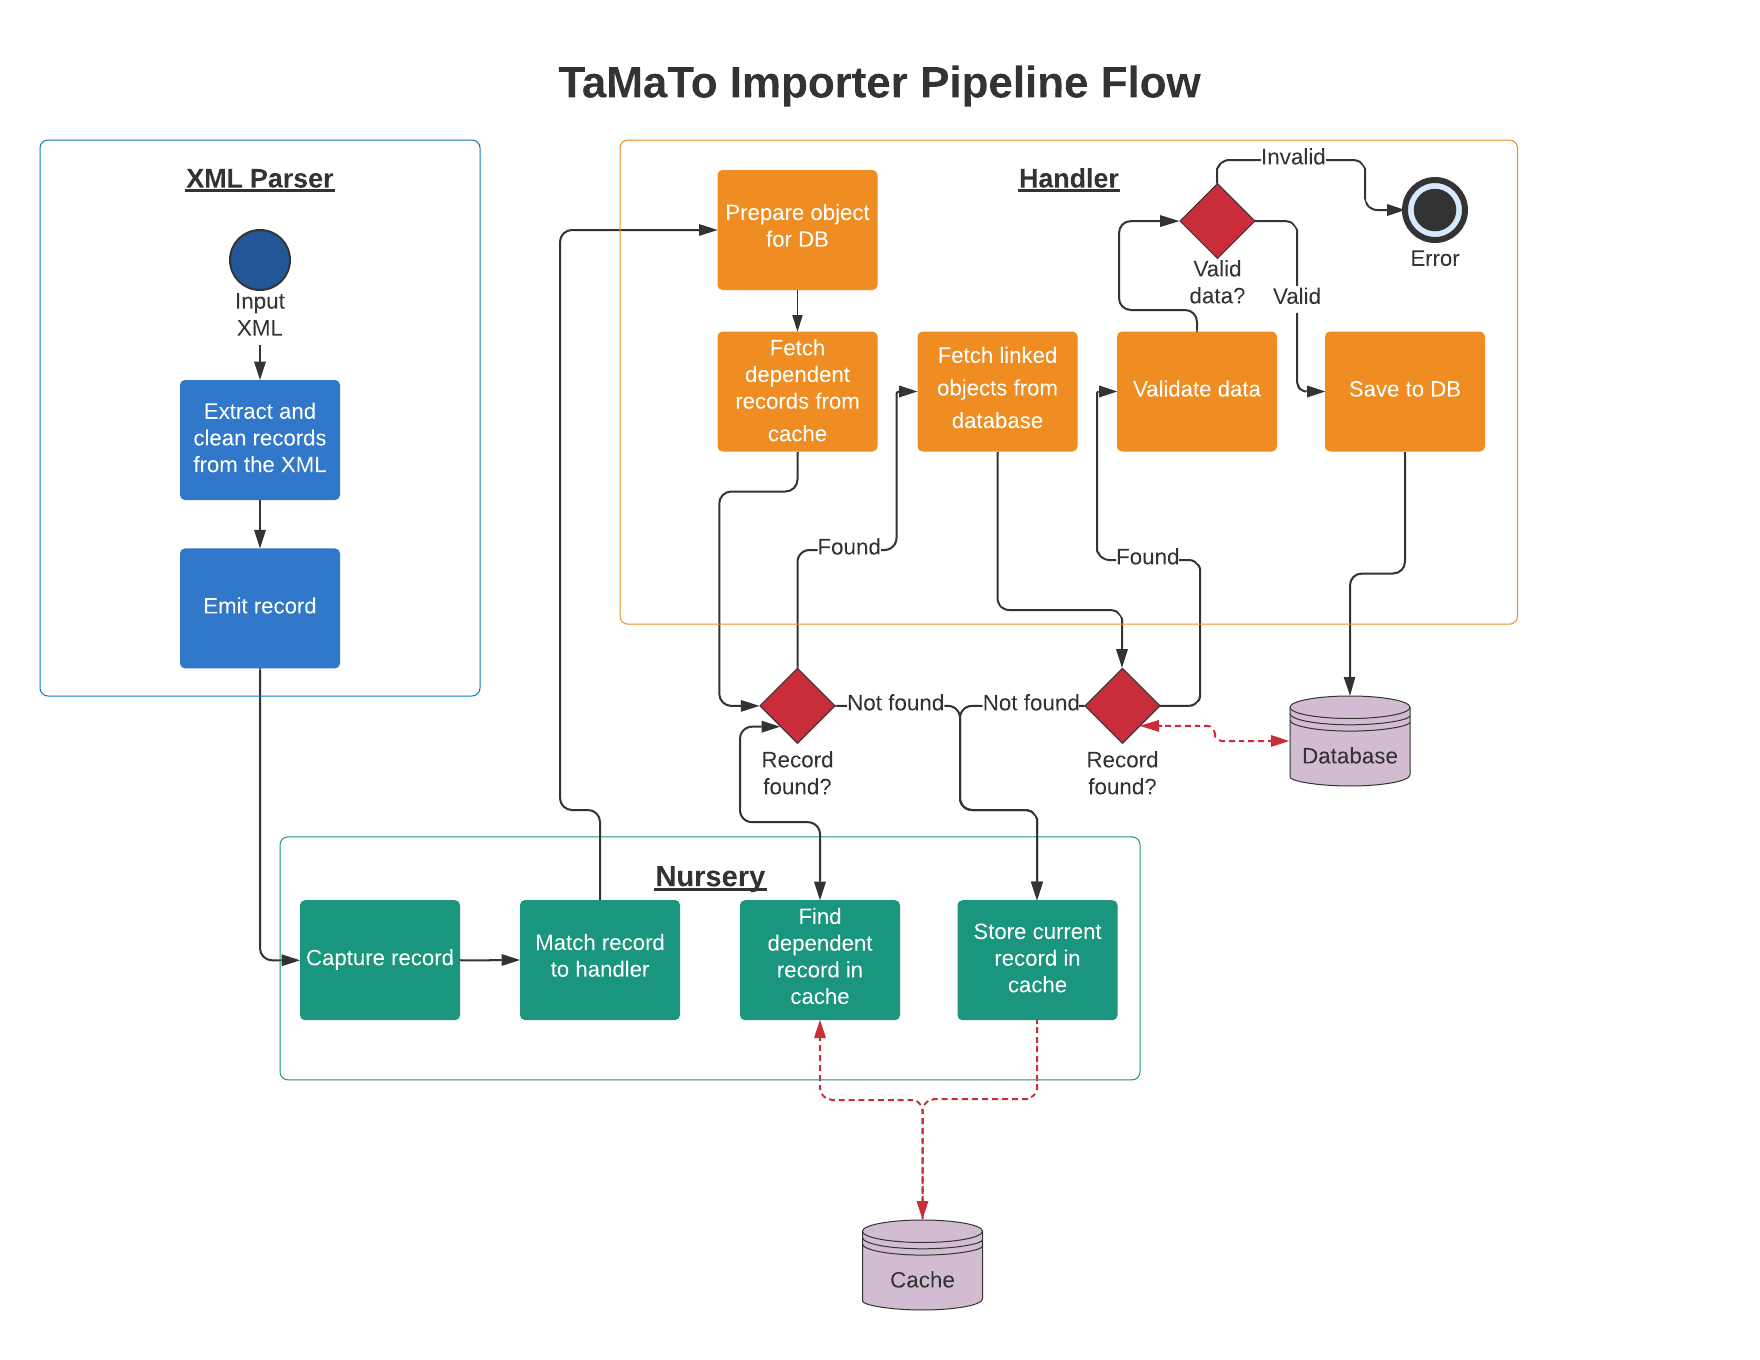 TaMaTo Importer Pipeline Flow
XML Parser
Input
XML
Extract and
clean records
from the XML
Emit record
Handler
Prepare object
for DB
Fetch
dependent
records from
cache
Fetch linked
objects from
database
Validate data
Valid
data?
Invalid
Error
Valid
Save to DB
Found
Found
Not found
Not found
Record
found?
Record
found?
Database
Nursery
Capture record
Match record
to handler
Find
dependent
record in
cache
Store current
record in
cache
Cache